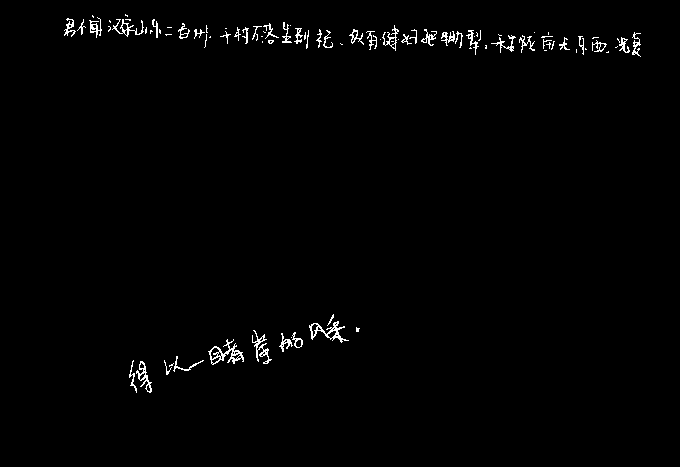 君不闻汉家山东二百州、千村万落生荆杞、纵有健妇把锄犁,禾生陇亩无东西.况复
得以一睹岸的风采.